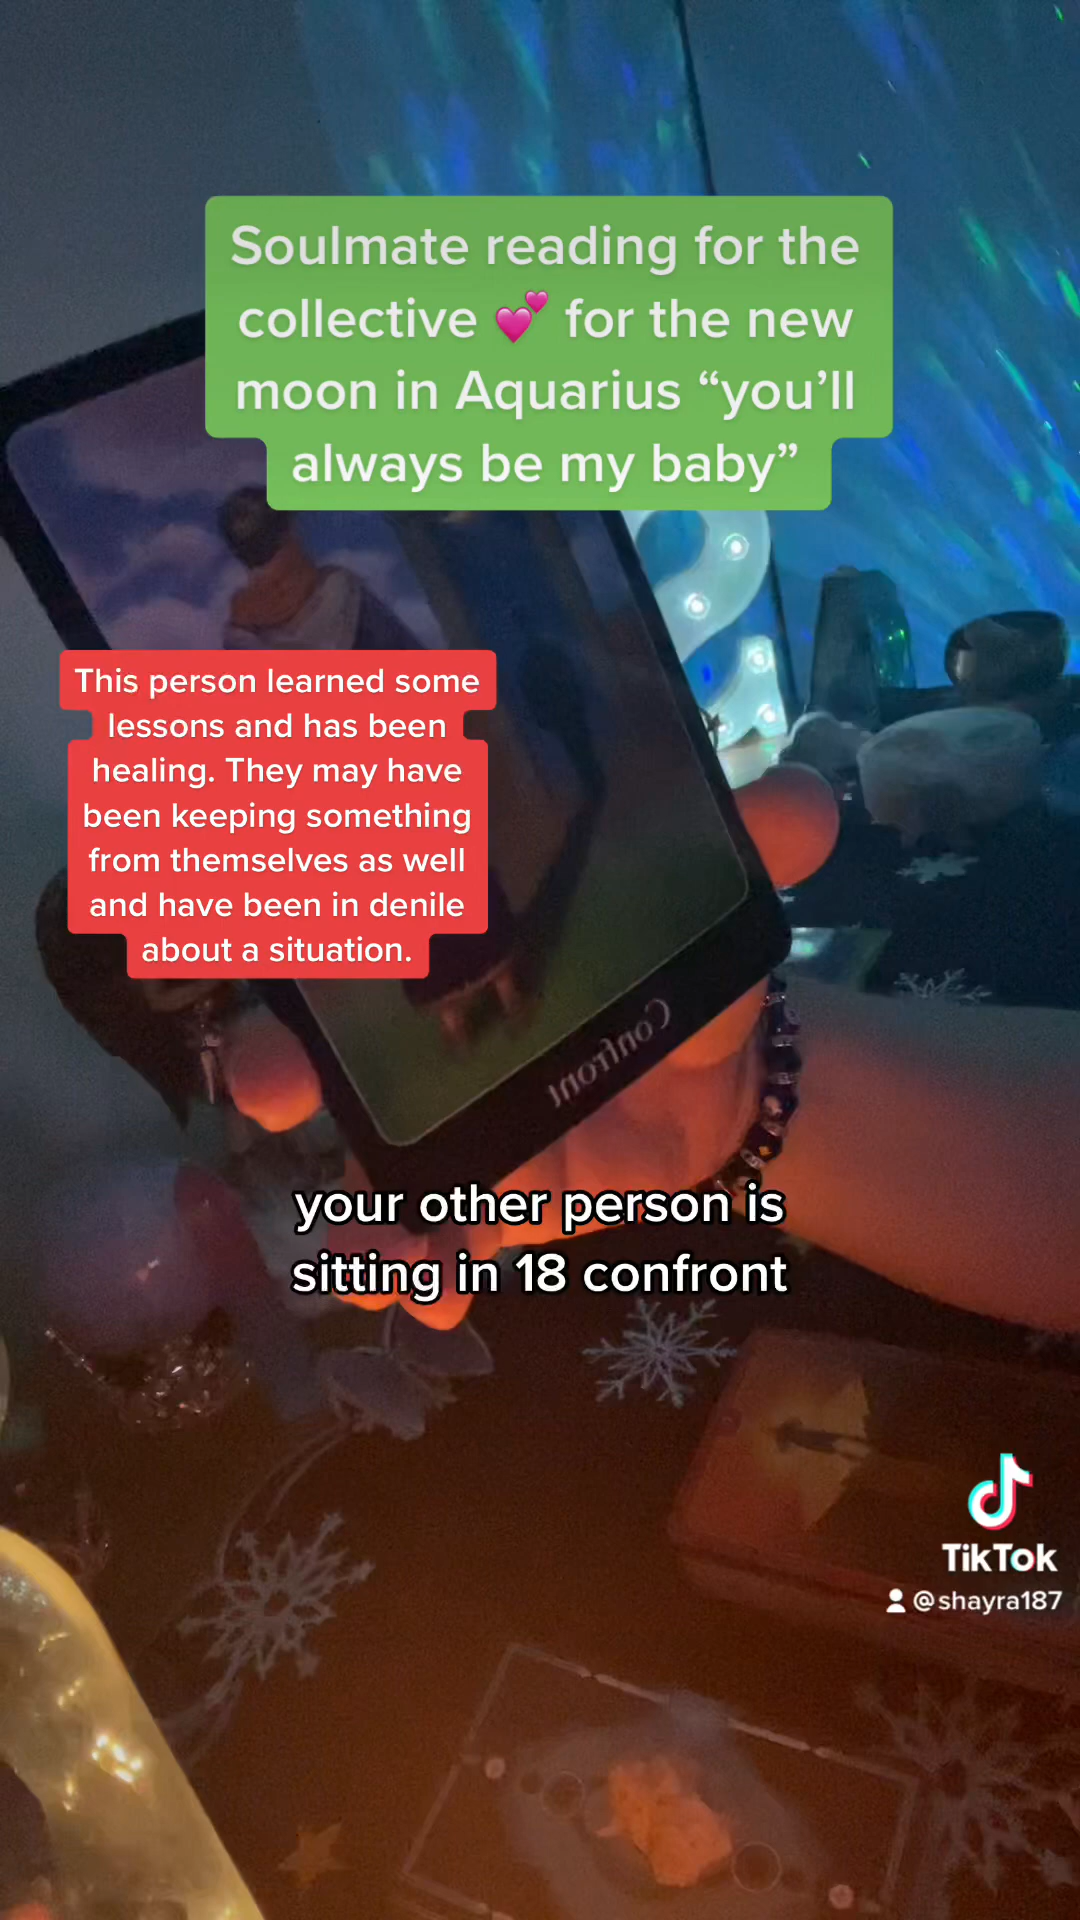 Soulmate reading for the
collective 💕 for the new
moon in Aquarius “you’ll
always be my baby”
This person learned some
lessons and has been
healing. They may have
been keeping something
from themselves as well
and have been in denile
about a situation.
Confront
your other person is
sitting in 18 confront
TikTok
@shayra187